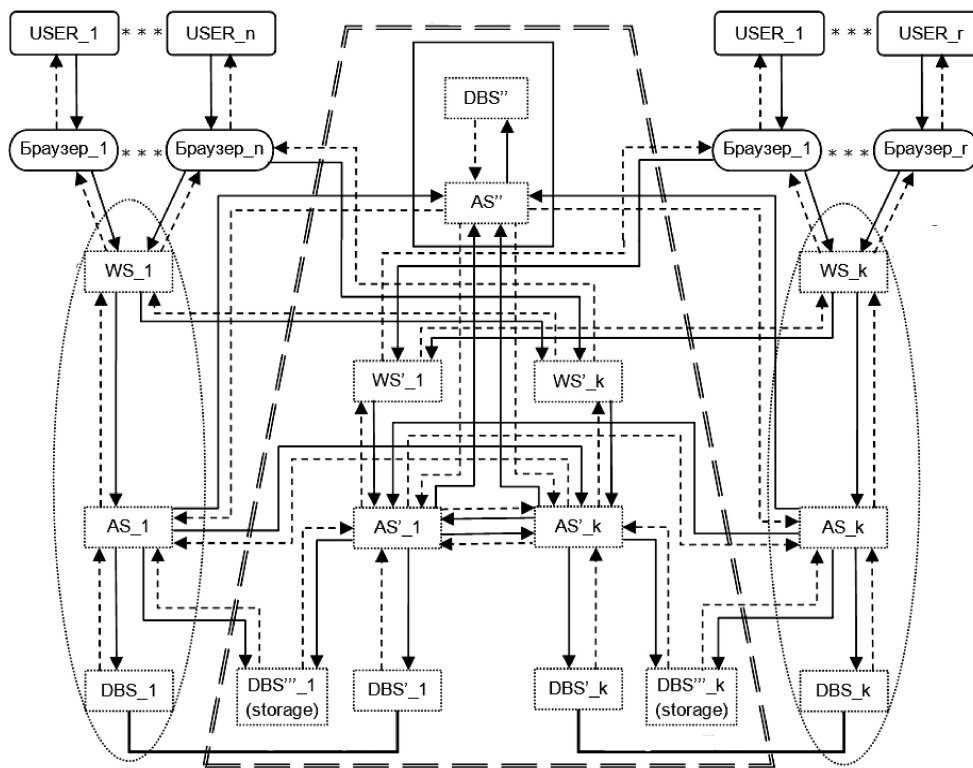 USER_1 * * * USER_n
USER_1 * * * USER_r
DBS’’
Браузер_1 * * * Браузер_n
Браузер_1 * * * Браузер_r
AS’’
WS_1
WS_k
WS’_1
WS’_k
AS_1
AS’_1
AS’_k
AS_k
DBS_1
DBS’’’_1
(storage)
DBS’_1
DBS’_k
DBS’’’_k
(storage)
DBS_k